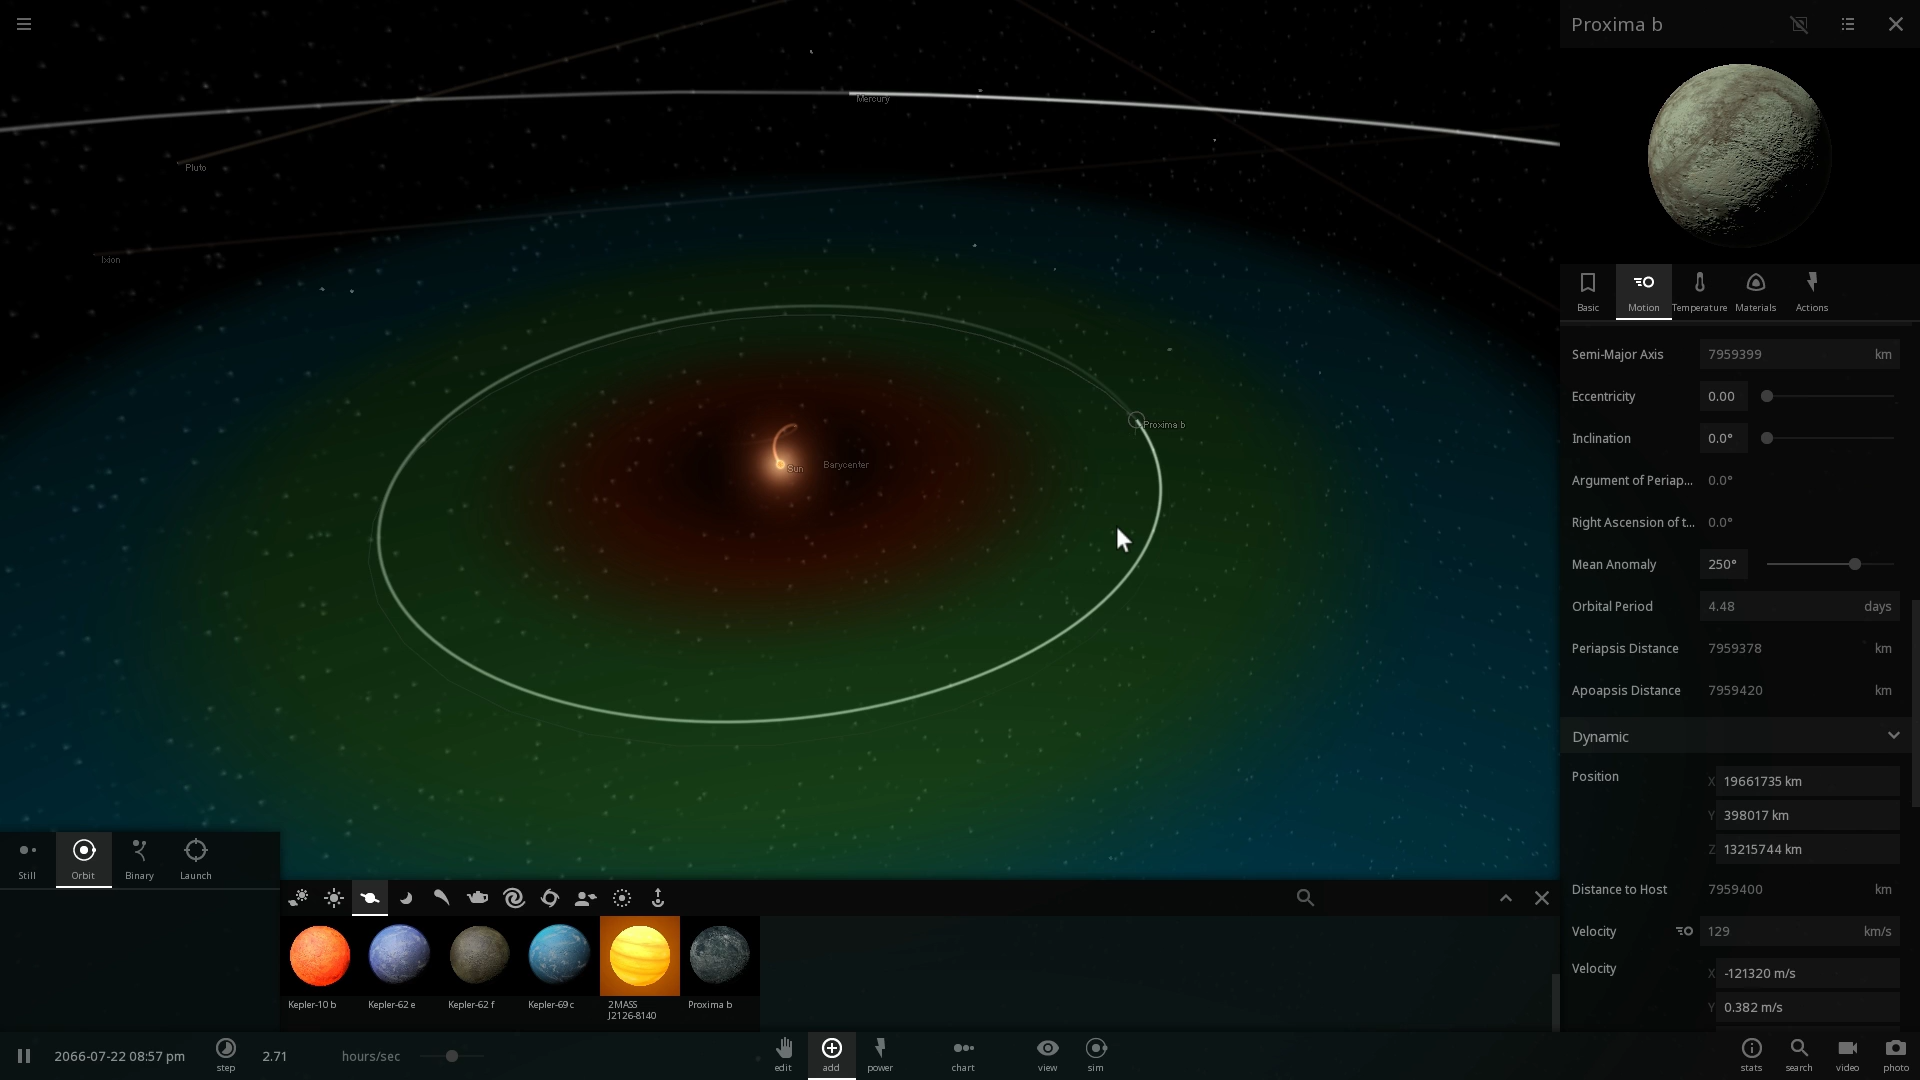 Proxima b
Mercury
Pluto
Ixion
Proxima b
Sun
Barycenter
Basic
Motion
Temperature
Materials
Actions
Semi-Major Axis 7959399 km
Eccentricity 0.00
Inclination 0.0°
Argument of Periap... 0.0°
Right Ascension of t... 0.0°
Mean Anomaly 250°
Orbital Period 4.48 days
Periapsis Distance 7959378 km
Apoapsis Distance 7959420 km
Dynamic
Position X 19661735 km
Y 398017 km
Z 13215744 km
Distance to Host 7959400 km
Velocity 129 km/s
Velocity X -121320 m/s
Y 0.382 m/s
Still
Orbit
Binary
Launch
Kepler-10 b
Kepler-62 e
Kepler-62 f
Kepler-69 c
2MASS
J2126-8140
Proxima b
2066-07-22 08:57 pm
step
2.71 hours/sec
edit
add
power
chart
view
sim
stats
search
video
photo